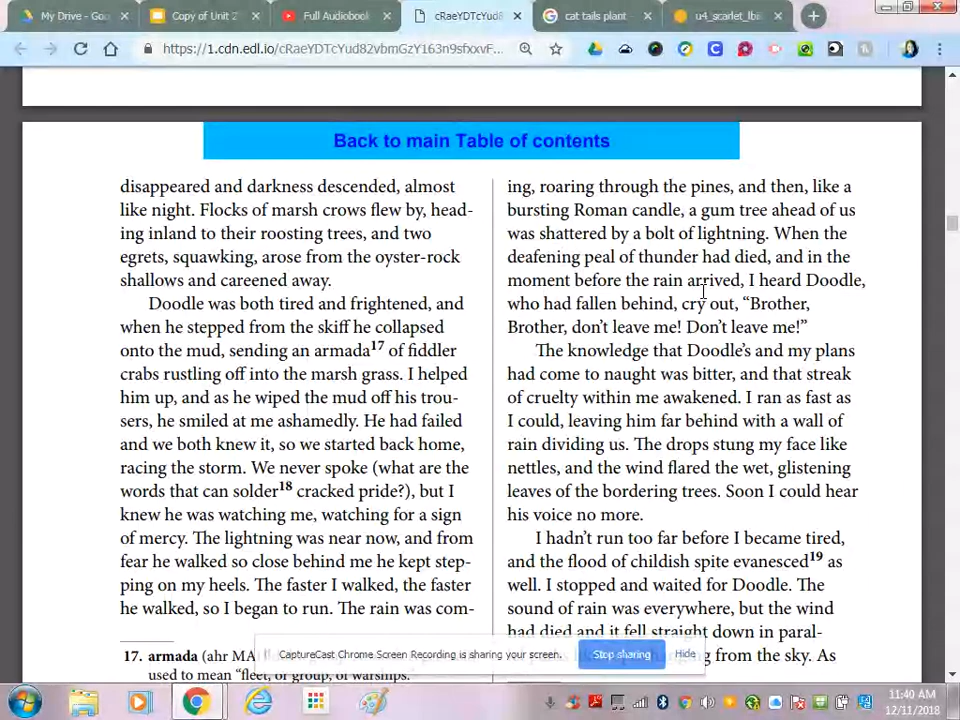 My Drive - Goo
Copy of Unit 2
Full Audiobook
cRaeYDTcYud8
cat tails plant
u4_scarlet_Ibi
https://1.cdn.edl.io/cRaeYDTcYud82vbmGzY163n9sfxxvF...
Back to main Table of contents
disappeared and darkness descended, almost
like night. Flocks of marsh crows flew by, head-
ing inland to their roosting trees, and two
egrets, squawking, arose from the oyster-rock
shallows and careened away.
Doodle was both tired and frightened, and
when he stepped from the skiff he collapsed
onto the mud, sending an armada17 of fiddler
crabs rustling off into the marsh grass. I helped
him up, and as he wiped the mud off his trou-
sers, he smiled at me ashamedly. He had failed
and we both knew it, so we started back home,
racing the storm. We never spoke (what are the
words that can solder18 cracked pride?), but I
knew he was watching me, watching for a sign
of mercy. The lightning was near now, and from
fear he walked so close behind me he kept step-
ping on my heels. The faster I walked, the faster
he walked, so I began to run. The rain was com-
17. armada (ahr MA
used to mean “fleet, or group, of warships.
ing, roaring through the pines, and then, like a
bursting Roman candle, a gum tree ahead of us
was shattered by a bolt of lightning. When the
deafening peal of thunder had died, and in the
moment before the rain arrived, I heard Doodle,
who had fallen behind, cry out, “Brother,
Brother, don’t leave me! Don’t leave me!”
The knowledge that Doodle’s and my plans
had come to naught was bitter, and that streak
of cruelty within me awakened. I ran as fast as
I could, leaving him far behind with a wall of
rain dividing us. The drops stung my face like
nettles, and the wind flared the wet, glistening
leaves of the bordering trees. Soon I could hear
his voice no more.
I hadn’t run too far before I became tired,
and the flood of childish spite evanesced19 as
well. I stopped and waited for Doodle. The
sound of rain was everywhere, but the wind
had died and it fell straight down in paral-
g from the sky. As
CaptureCast Chrome Screen Recording is sharing your screen.
Stop sharing
Hide
11:40 AM
12/11/2018